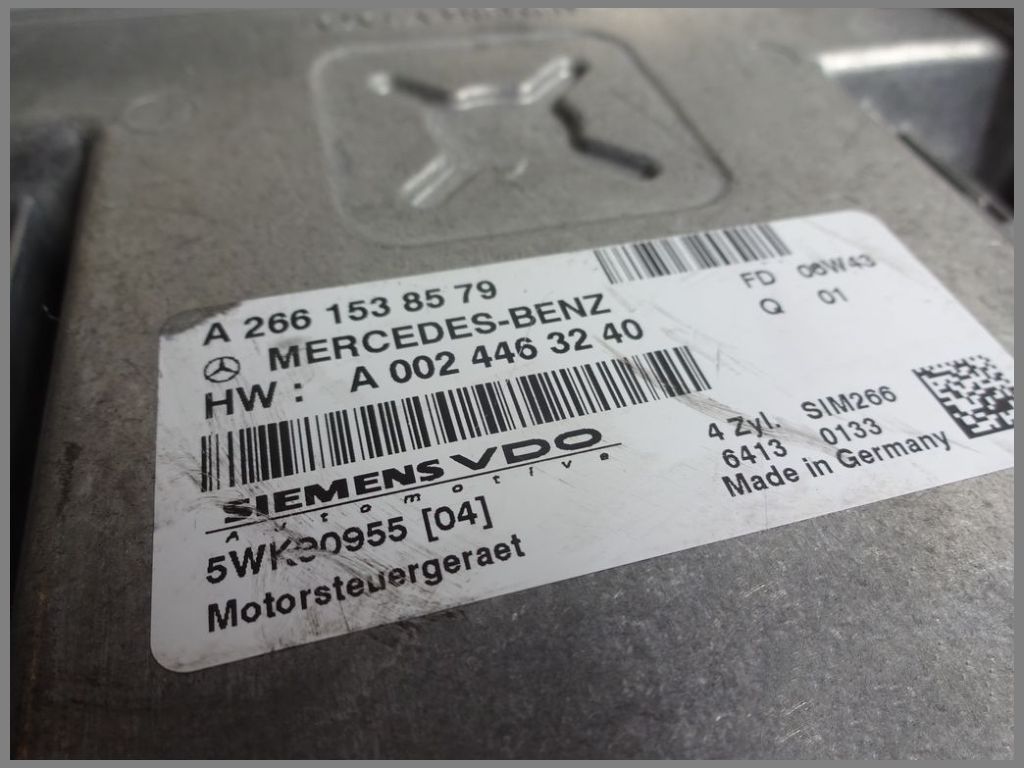 A 266 153 85 79
MERCEDES-BENZ
HW : A 002 446 32 40
FD 06W43
Q 01
SIEMENS VDO
Automotive
4 Zyl. SIM266
6413 0133
Made in Germany
5WK90955 [04]
Motorsteuergeraet